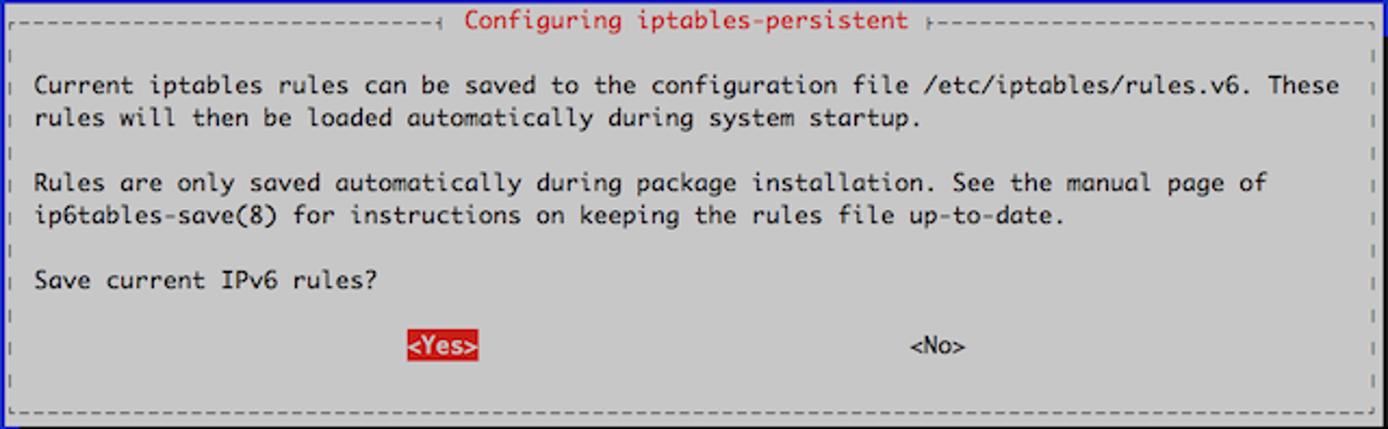 Configuring iptables-persistent
Current iptables rules can be saved to the configuration file /etc/iptables/rules.v6. These
rules will then be loaded automatically during system startup.
Rules are only saved automatically during package installation. See the manual page of
ip6tables-save(8) for instructions on keeping the rules file up-to-date.
Save current IPv6 rules?
<Yes> <No>